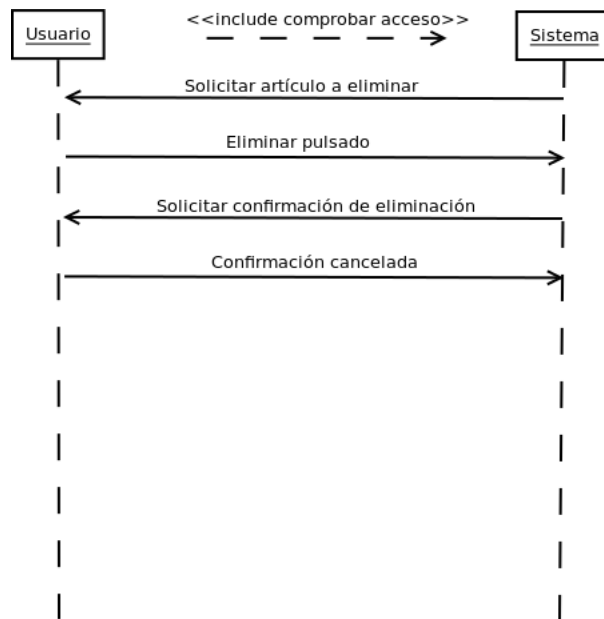 <<include comprobar acceso>>
Usuario
Sistema
Solicitar artículo a eliminar
Eliminar pulsado
Solicitar confirmación de eliminación
Confirmación cancelada